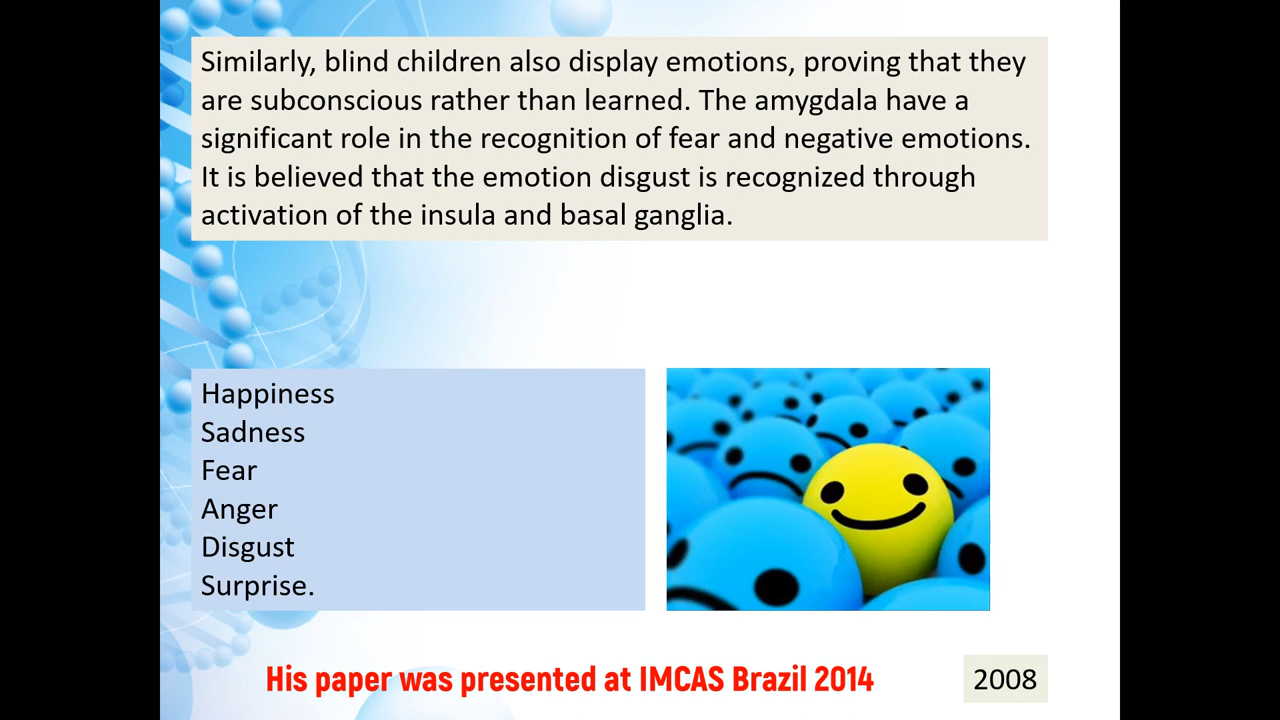 Similarly, blind children also display emotions, proving that they
are subconscious rather than learned. The amygdala have a
significant role in the recognition of fear and negative emotions.
It is believed that the emotion disgust is recognized through
activation of the insula and basal ganglia.
Happiness
Sadness
Fear
Anger
Disgust
Surprise.
His paper was presented at IMCAS Brazil 2014
2008